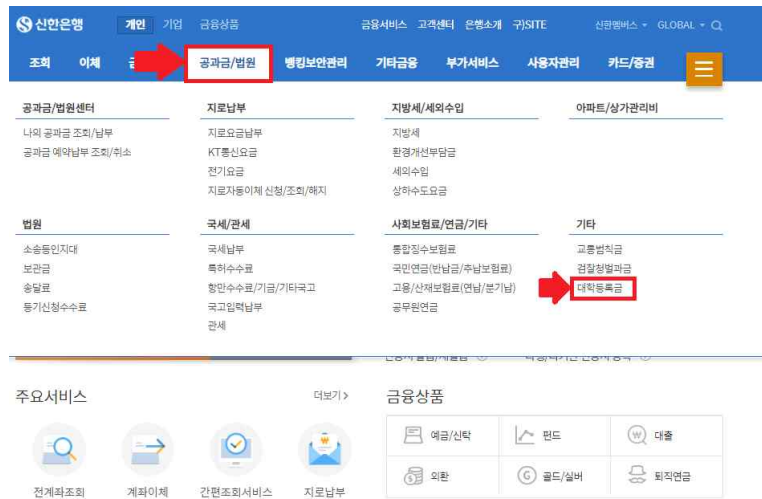 신한은행 개인 기업 금융상품 금융서비스 고객센터 은행소개 구)SITE 신한멤버스 GLOBAL
조회 이체 공과금/법원 뱅킹보안관리 기타금융 부가서비스 사용자관리 카드/증권
공과금/법원센터 지로납부 지방세/세외수입 아파트/상가관리비
나의 공과금 조회/납부 지로요금납부 지방세
공과금 예약납부 조회/취소 KT통신요금 환경개선부담금
전기요금 세외수입
지로자동이체 신청/조회/해지 상하수도요금
법원 국세/관세 사회보험료/연금/기타 기타
소송등인지대 국세납부 통합징수보험료 교통범칙금
보관금 특허수수료 국민연금(반납금/추납보험료) 검찰청벌과금
송달료 항만수수료/기금/기타국고 고용/산재보험료(연납/분기납) 대학등록금
등기신청수수료 국고입력납부 공무원연금
관세
주요서비스 더보기 금융상품
예금/신탁 펀드 대출
외환 골드/실버 퇴직연금
전계좌조회 계좌이체 간편조회서비스 지로납부